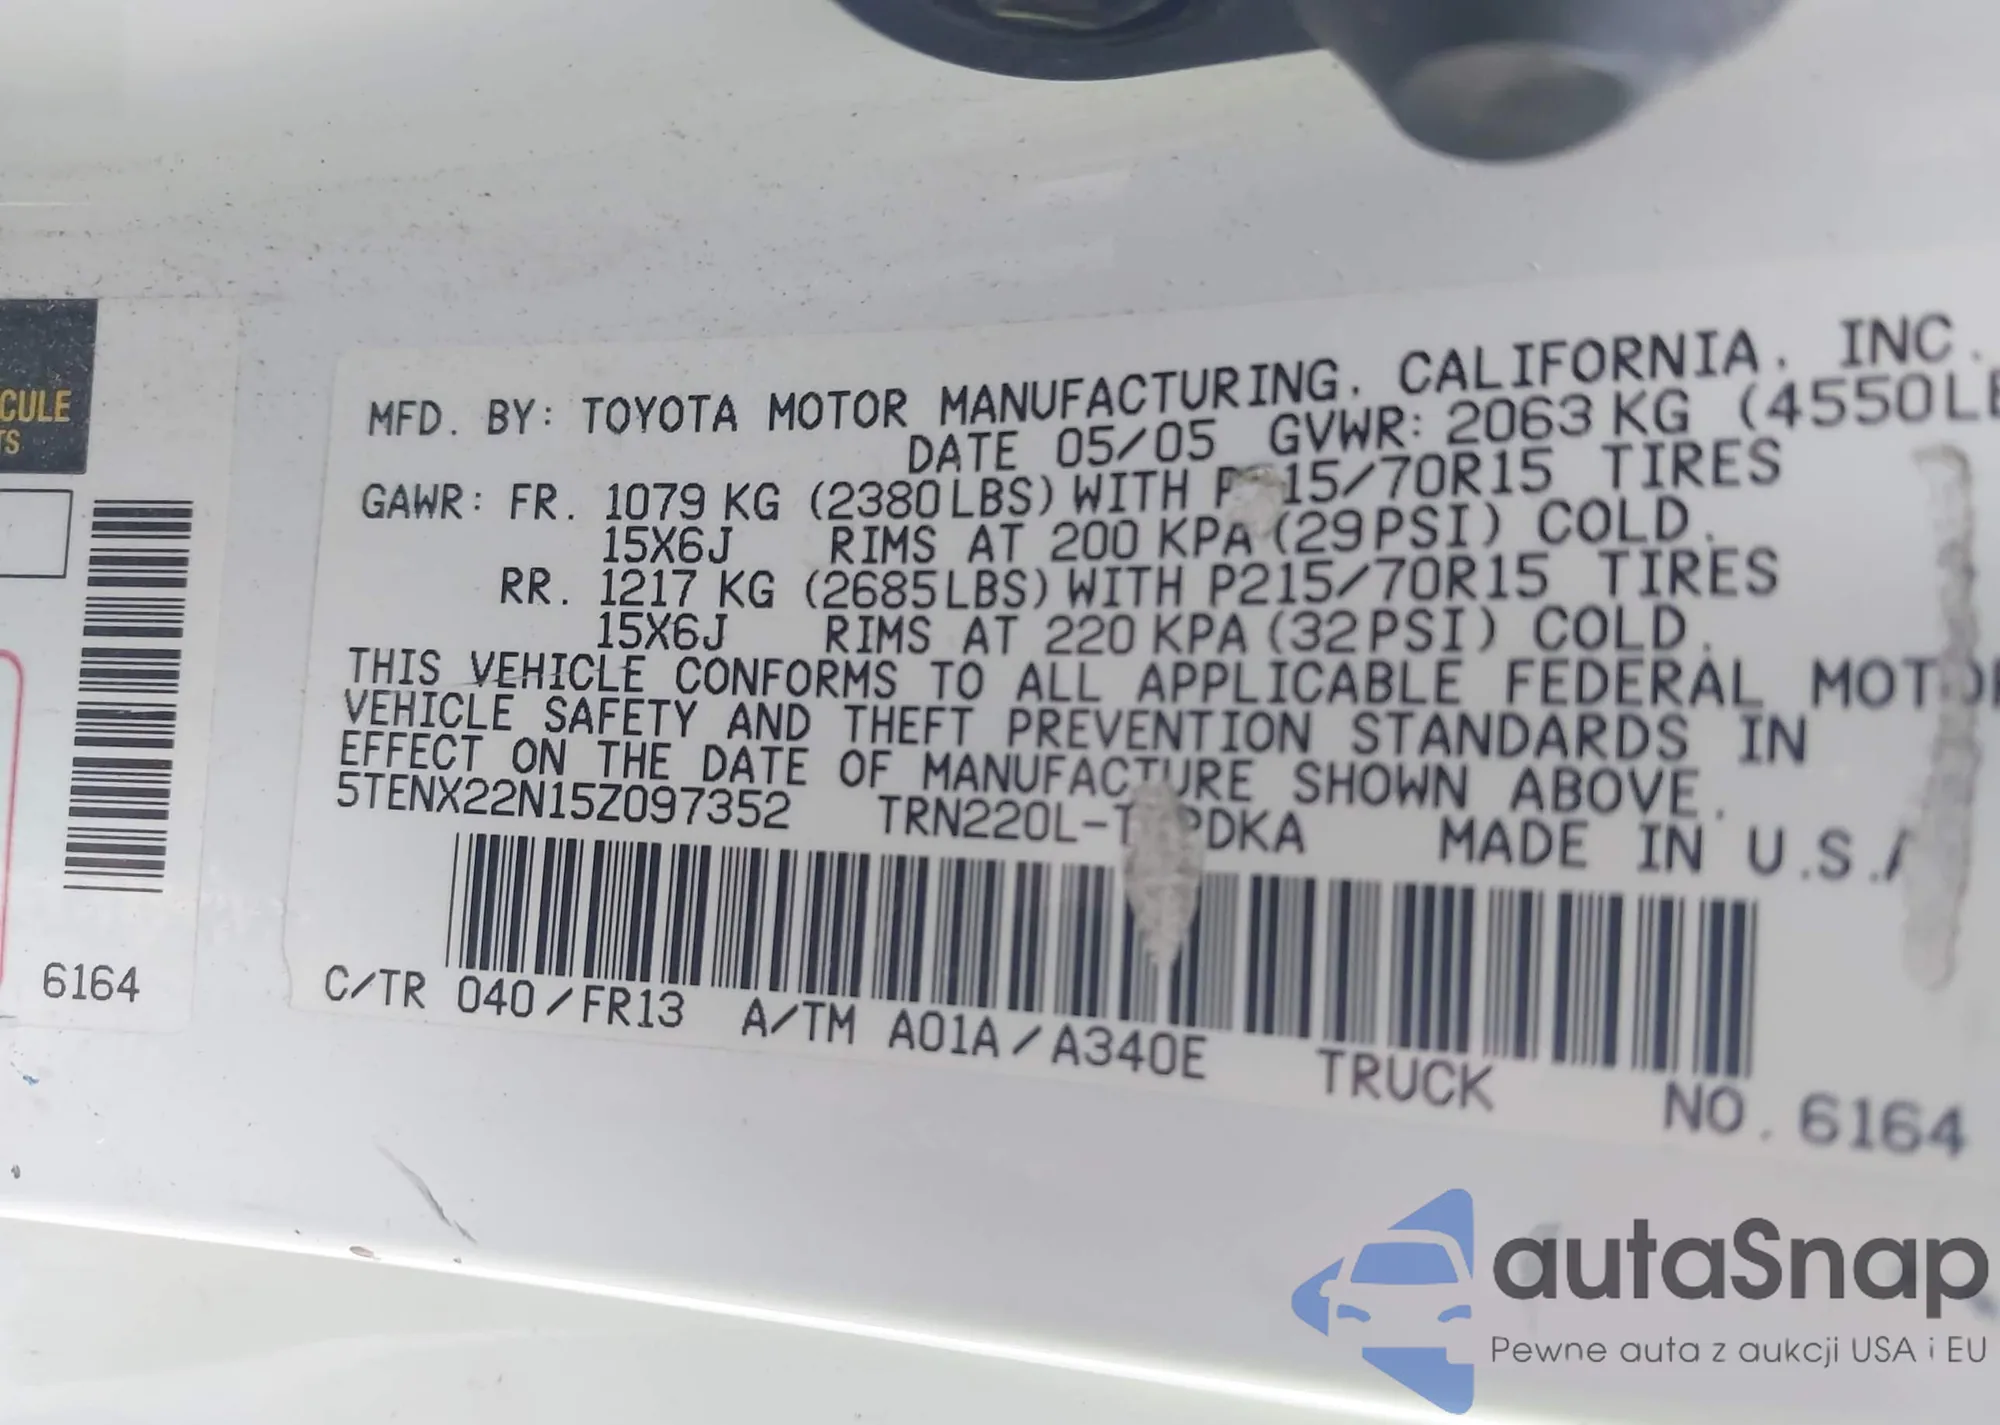 CULE
TS
6164
MFD. BY: TOYOTA MOTOR MANUFACTURING, CALIFORNIA, INC.
DATE 05/05 GVWR: 2063 KG (4550LB
GAWR: FR. 1079 KG (2380LBS) WITH P 15/70R15 TIRES
15X6J RIMS AT 200 KPA (29PSI) COLD.
RR. 1217 KG (2685LBS) WITH P215/70R15 TIRES
15X6J RIMS AT 220 KPA (32PSI) COLD.
THIS VEHICLE CONFORMS TO ALL APPLICABLE FEDERAL MOTOR
VEHICLE SAFETY AND THEFT PREVENTION STANDARDS IN
EFFECT ON THE DATE OF MANUFACTURE SHOWN ABOVE.
5TENX22N15Z097352 MADE IN U.S.A
C/TR 040/FR13 A/TM A01A/A340E TRUCK NO. 6164
autaSnap
Pewne auta z aukcji USA i EU